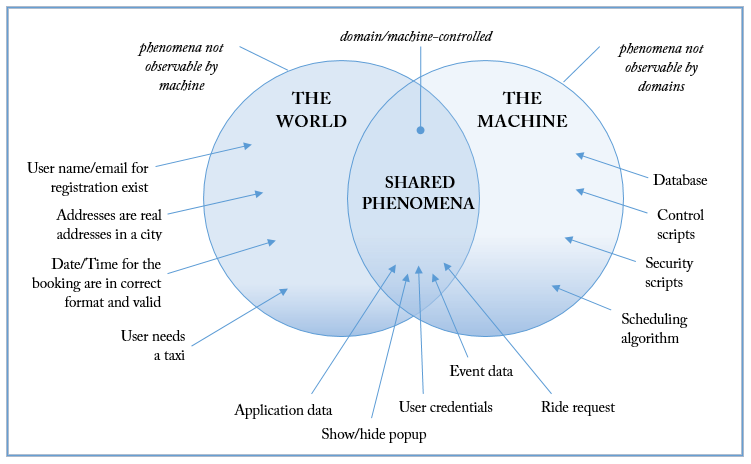 domain/machine-controlled
phenomena not
observable by
machine
phenomena not
observable by
domains
THE
WORLD
THE
MACHINE
SHARED
PHENOMENA
User name/email for
registration exist
Addresses are real
addresses in a city
Date/Time for the
booking are in correct
format and valid
User needs
a taxi
Database
Control
scripts
Security
scripts
Scheduling
algorithm
Application data
Show/hide popup
User credentials
Event data
Ride request